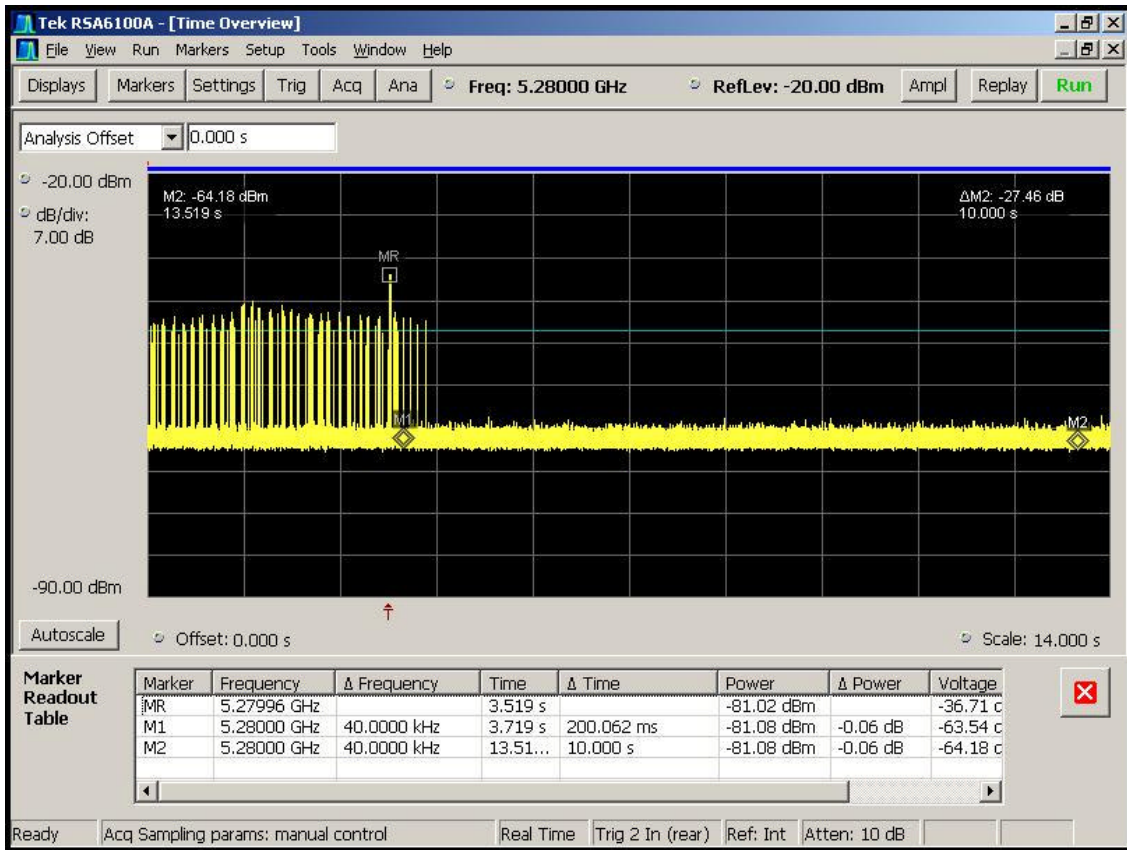 Tek RSA6100A - [Time Overview]
File View Run Markers Setup Tools Window Help
Displays Markers Settings Trig Acq Ana Freq: 5.28000 GHz RefLev: -20.00 dBm Ampl Replay Run
Analysis Offset 0.000 s
-20.00 dBm
dB/div:
7.00 dB
M2: -64.18 dBm
13.519 s
ΔM2: -27.46 dB
10.000 s
MR
M1
M2
-90.00 dBm
Autoscale Offset: 0.000 s Scale: 14.000 s
Marker
Readout
Table
Marker Frequency Δ Frequency Time Δ Time Power Δ Power Voltage
MR 5.27996 GHz 3.519 s -81.02 dBm -36.71 c
M1 5.28000 GHz 40.0000 kHz 3.719 s 200.062 ms -81.08 dBm -0.06 dB -63.54 c
M2 5.28000 GHz 40.0000 kHz 13.51... 10.000 s -81.08 dBm -0.06 dB -64.18 c
Ready Acq Sampling params: manual control Real Time Trig 2 In (rear) Ref: Int Atten: 10 dB